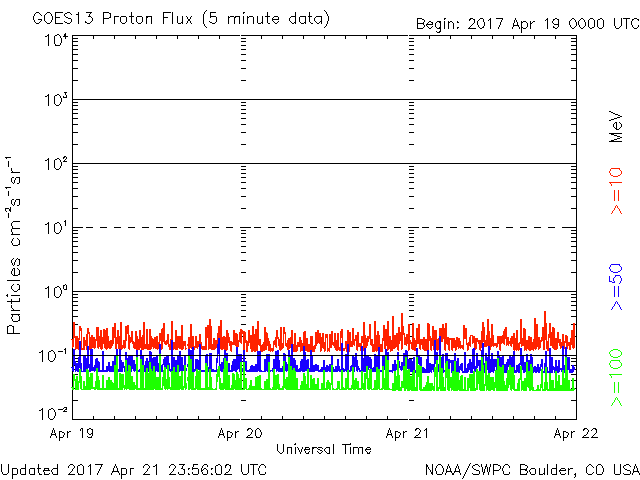 GOES13 Proton Flux (5 minute data)
Begin: 2017 Apr 19 0000 UTC
Particles cm⁻²s⁻¹sr⁻¹
10⁴
10³
10²
10¹
10⁰
10⁻¹
10⁻²
Apr 19 Apr 20 Apr 21 Apr 22
Universal Time
MeV
>=10
>=50
>=100
Updated 2017 Apr 21 23:56:02 UTC
NOAA/SWPC Boulder, CO USA